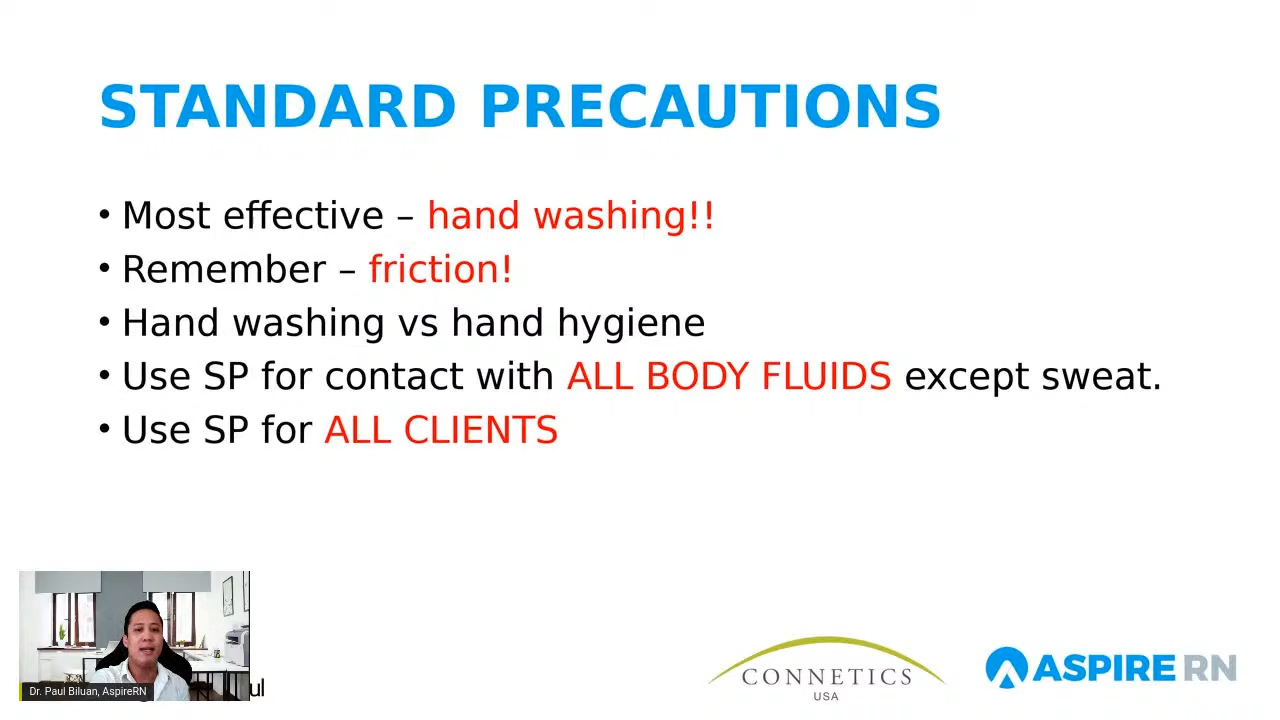 STANDARD PRECAUTIONS
• Most effective – hand washing!!
• Remember – friction!
• Hand washing vs hand hygiene
• Use SP for contact with ALL BODY FLUIDS except sweat.
• Use SP for ALL CLIENTS
Dr. Paul Biluan, AspireRN
CONNETICS
USA
ASPIRE RN